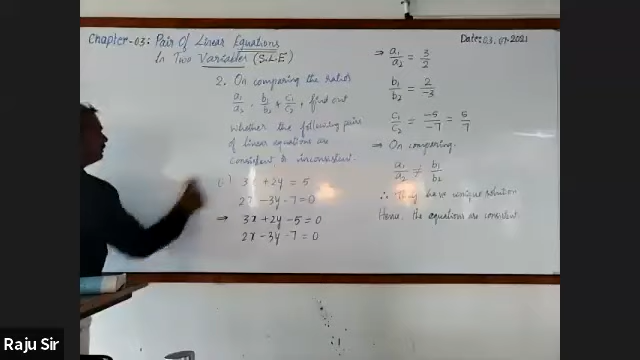 Chapter-03: Pair Of Linear Equations
In Two Variables (S.L.E)
Date: 03.07.2021
2. On comparing the ratios
a1/a2, b1/b2 & c1/c2, find out
Whether the following pairs
of linear equations are
consistent & inconsistent.
(i) 3x +2y = 5
2x -3y -7=0
⇒ 3x +2y -5=0
2x -3y -7=0
⇒ a1/a2 = 3/2
b1/b2 = 2/-3
c1/c2 = -5/-7 = 5/7
⇒ On comparing
a1/a2 ≠ b1/b2
∴ They have unique solution
Hence, the equations are consistent.
Raju Sir